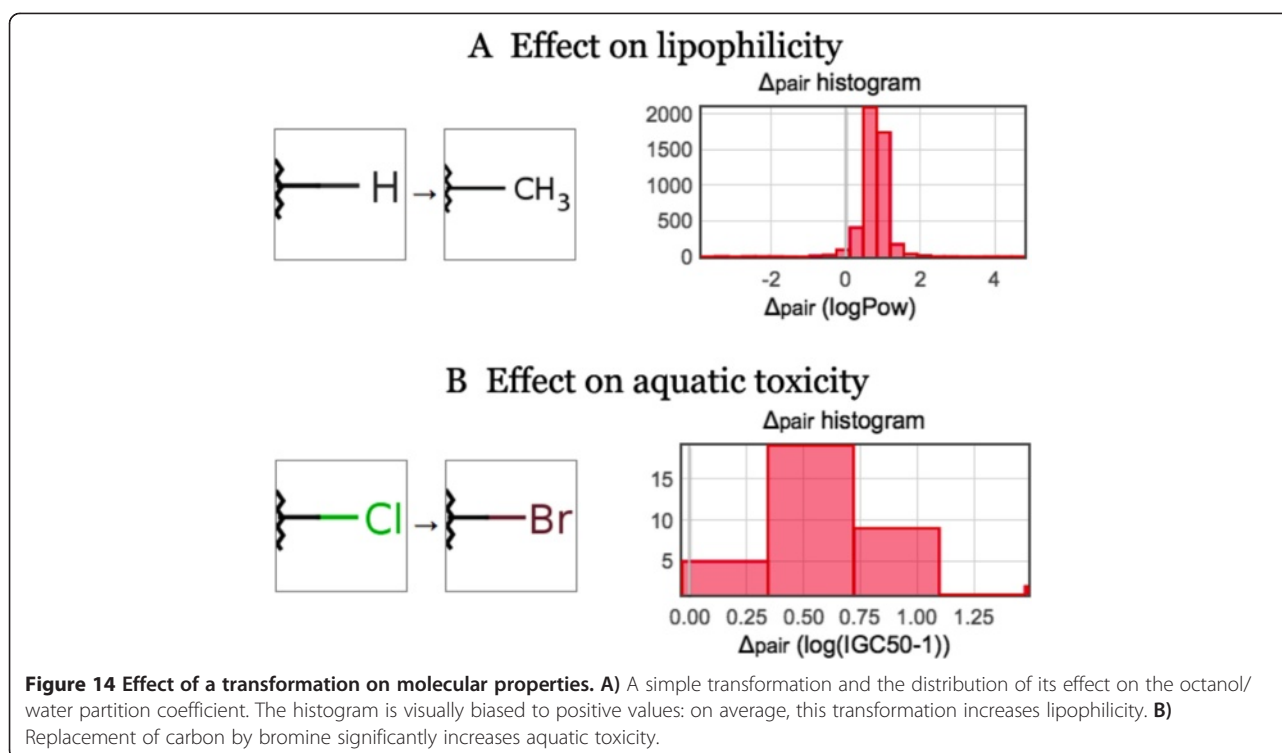 A Effect on lipophilicity
Δpair histogram
H → CH3
2000
1500
1000
500
0
-2 0 2 4
Δpair (logPow)
B Effect on aquatic toxicity
Δpair histogram
Cl → Br
15
10
5
0.00 0.25 0.50 0.75 1.00 1.25
Δpair (log(IGC50-1))
Figure 14 Effect of a transformation on molecular properties. A) A simple transformation and the distribution of its effect on the octanol/
water partition coefficient. The histogram is visually biased to positive values: on average, this transformation increases lipophilicity. B)
Replacement of carbon by bromine significantly increases aquatic toxicity.